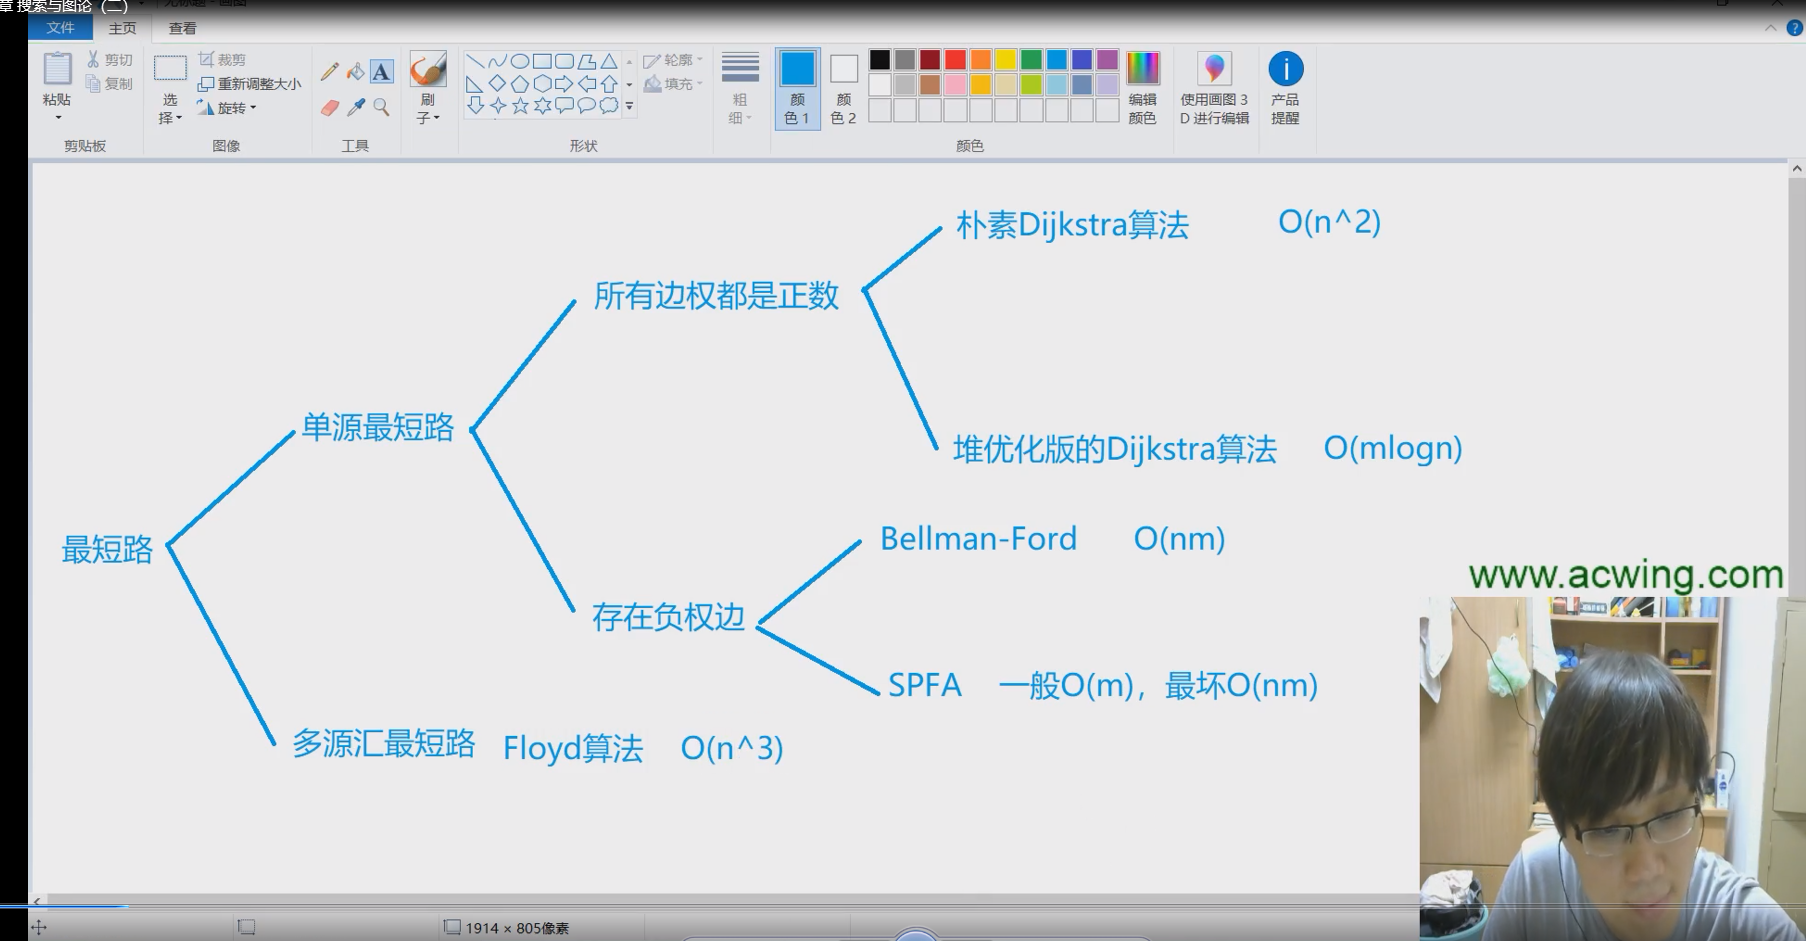 章 搜索与图论（二）
文件 主页 查看
粘贴
剪切
复制
剪贴板
选择
裁剪
重新调整大小
旋转
图像
A
工具
刷子
形状
轮廓
填充
粗细
颜色 1
颜色 2
颜色
编辑颜色
使用画图 3D 进行编辑
产品提醒
朴素Dijkstra算法 O(n^2)
所有边权都是正数
单源最短路
堆优化版的Dijkstra算法 O(mlogn)
最短路
Bellman-Ford O(nm)
www.acwing.com
存在负权边
SPFA 一般O(m)，最坏O(nm)
多源汇最短路 Floyd算法 O(n^3)
1914 × 805像素